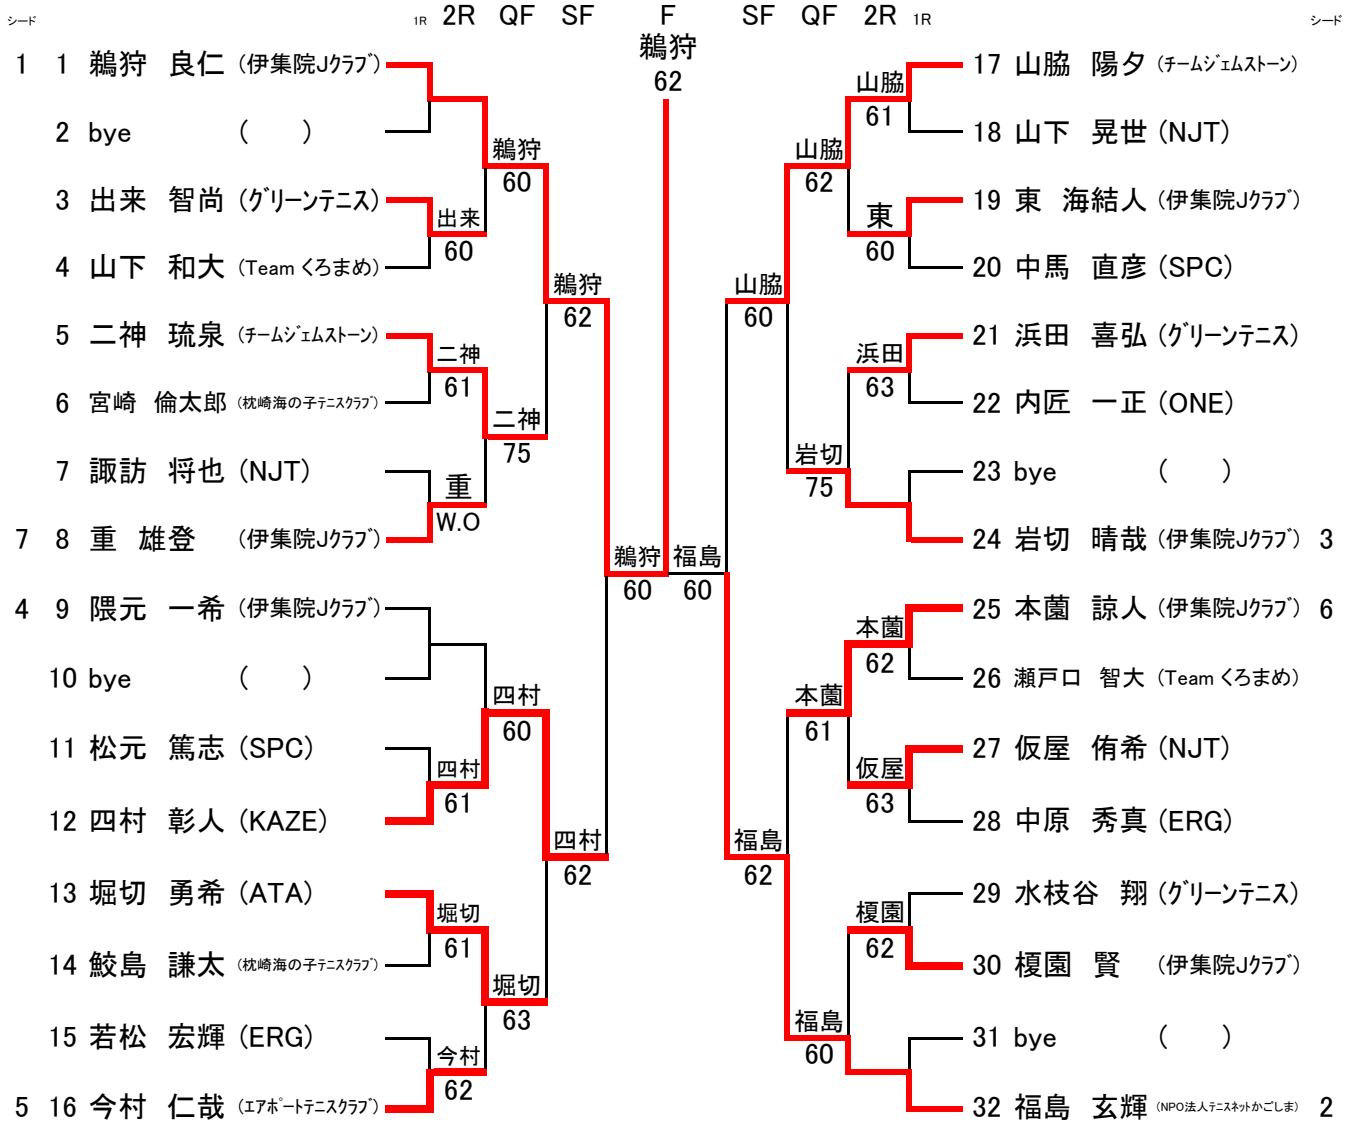 シード 1R 2R QF SF F SF QF 2R 1R シード
鵜狩
62
1 1 鵜狩 良仁 (伊集院Jクラブ)
2 bye ( )
鵜狩
60
3 出来 智尚 (グリーンテニス)
出来
60
4 山下 和大 (Team くろまめ)
鵜狩
62
5 二神 琉泉 (チームジェムストーン)
二神
61
6 宮崎 倫太郎 (枕崎海の子テニスクラブ)
二神
75
7 諏訪 将也 (NJT)
重
W.O
7 8 重 雄登 (伊集院Jクラブ)
鵜狩
60
4 9 隈元 一希 (伊集院Jクラブ)
10 bye ( )
四村
60
11 松元 篤志 (SPC)
四村
61
12 四村 彰人 (KAZE)
四村
62
13 堀切 勇希 (ATA)
堀切
61
14 鮫島 謙太 (枕崎海の子テニスクラブ)
堀切
63
15 若松 宏輝 (ERG)
今村
62
5 16 今村 仁哉 (エアポートテニスクラブ)
17 山脇 陽夕 (チームジェムストーン)
山脇
61
18 山下 晃世 (NJT)
山脇
62
19 東 海結人 (伊集院Jクラブ)
東
60
20 中馬 直彦 (SPC)
山脇
60
21 浜田 喜弘 (グリーンテニス)
浜田
63
22 内匠 一正 (ONE)
岩切
75
23 bye ( )
24 岩切 晴哉 (伊集院Jクラブ) 3
福島
60
25 本薗 諒人 (伊集院Jクラブ) 6
本薗
62
26 瀬戸口 智大 (Team くろまめ)
本薗
61
27 仮屋 侑希 (NJT)
仮屋
63
28 中原 秀真 (ERG)
福島
62
29 水枝谷 翔 (グリーンテニス)
榎園
62
30 榎園 賢 (伊集院Jクラブ)
福島
60
31 bye ( )
32 福島 玄輝 (NPO法人テニスネットかごしま) 2